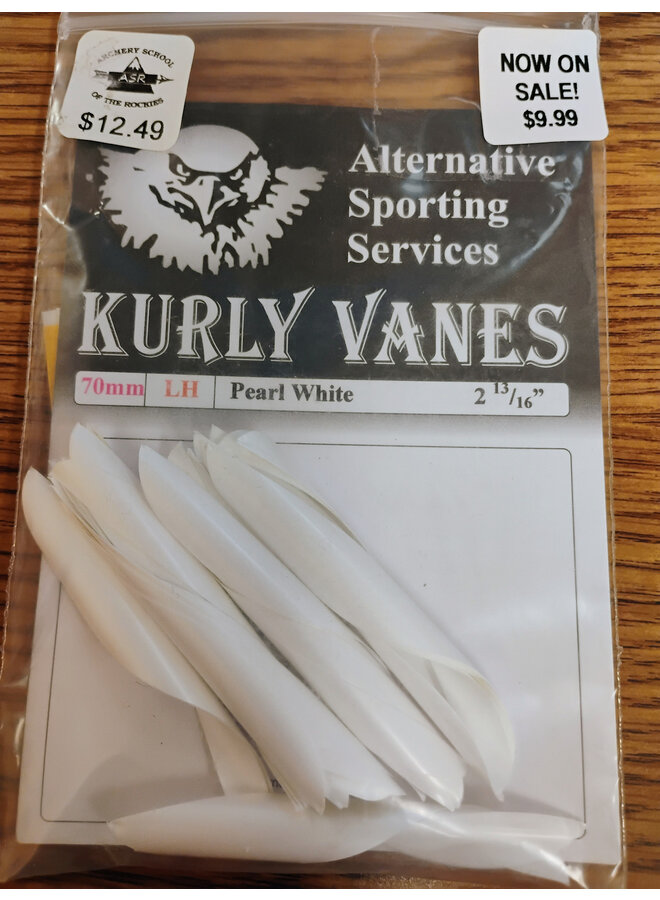 ARCHERY SCHOOL
ASR
OF THE ROCKIES
$12.49
NOW ON
SALE!
$9.99
Alternative
Sporting
Services
KURLY VANES
70mm LH Pearl White 2 13/16"